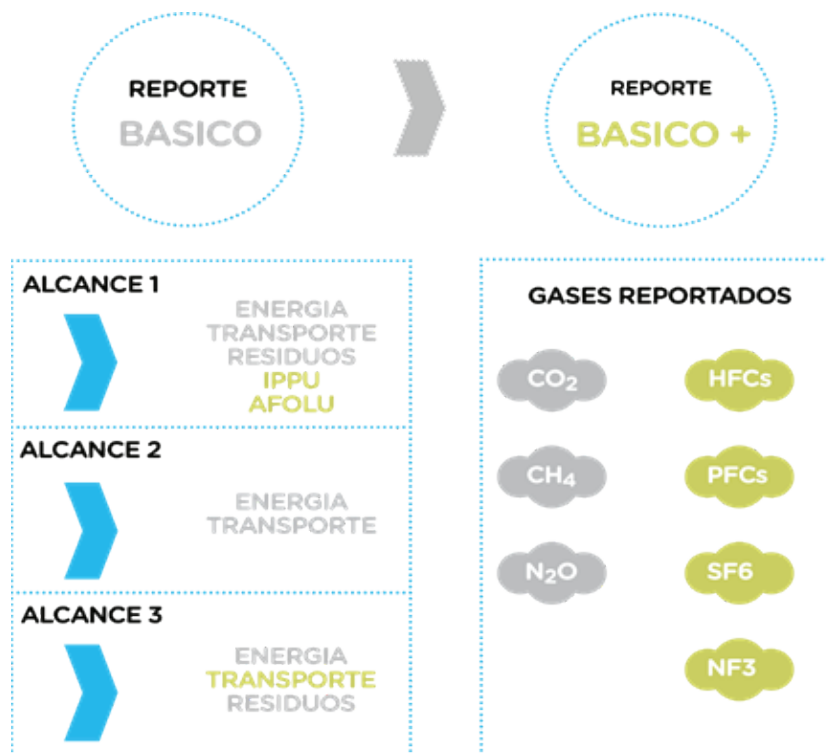 REPORTE
BASICO
REPORTE
BASICO +
ALCANCE 1
ENERGIA
TRANSPORTE
RESIDUOS
IPPU
AFOLU
ALCANCE 2
ENERGIA
TRANSPORTE
ALCANCE 3
ENERGIA
TRANSPORTE
RESIDUOS
GASES REPORTADOS
CO₂
HFCs
CH₄
PFCs
N₂O
SF6
NF3